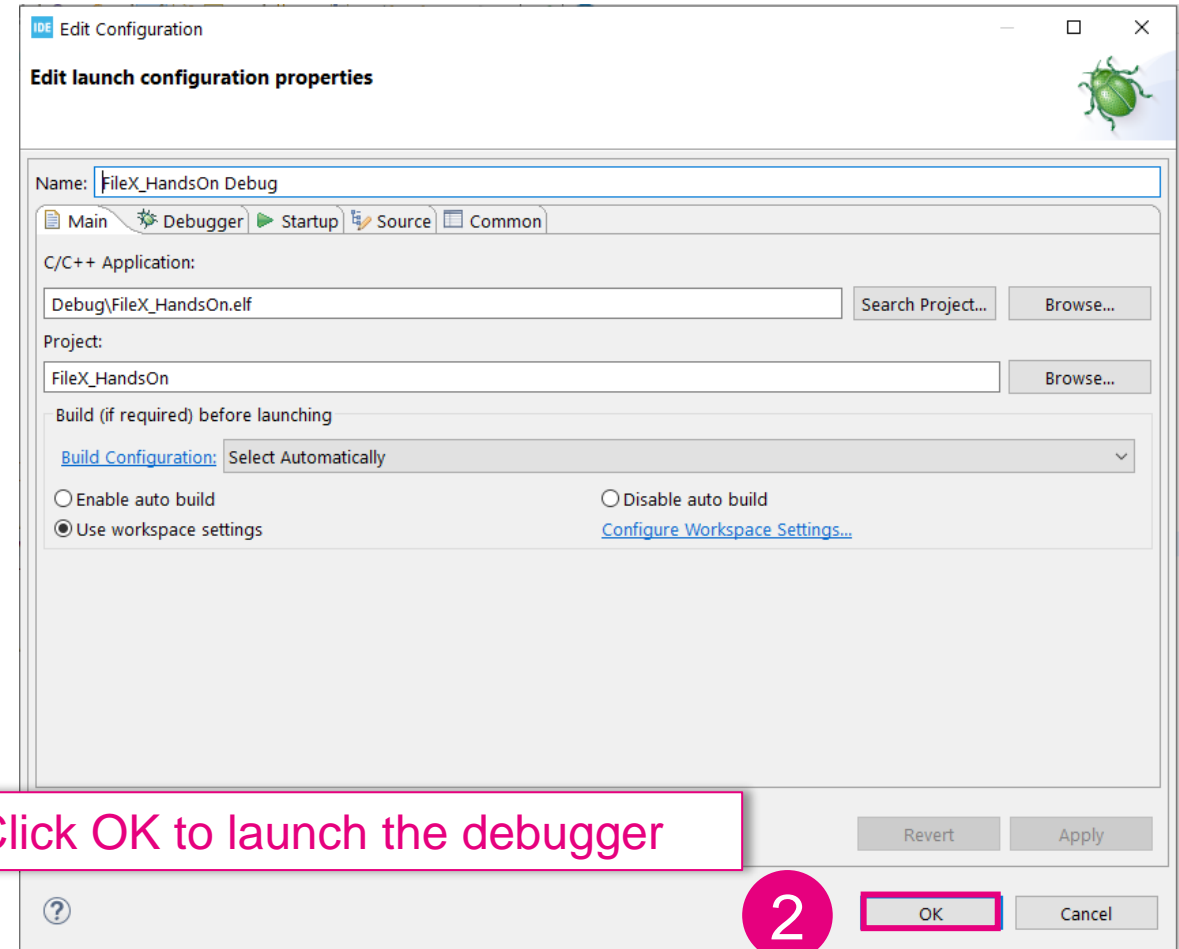 IDE Edit Configuration
Edit launch configuration properties
Name: FileX_HandsOn Debug
Main Debugger Startup Source Common
C/C++ Application:
Debug\FileX_HandsOn.elf Search Project... Browse...
Project:
FileX_HandsOn Browse...
Build (if required) before launching
Build Configuration: Select Automatically
Enable auto build Disable auto build
Use workspace settings Configure Workspace Settings...
Click OK to launch the debugger
Revert Apply
? 2 OK Cancel